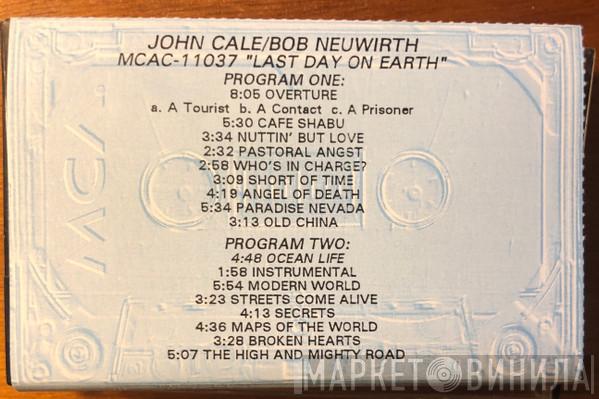 JOHN CALE/BOB NEUWIRTH
MCAC-11037 "LAST DAY ON EARTH"
PROGRAM ONE:
8:05 OVERTURE
a. A Tourist b. A Contact c. A Prisoner
5:30 CAFE SHABU
3:34 NUTTIN' BUT LOVE
2:32 PASTORAL ANGST
2:58 WHO'S IN CHARGE?
3:09 SHORT OF TIME
4:19 ANGEL OF DEATH
5:34 PARADISE NEVADA
3:13 OLD CHINA
PROGRAM TWO:
4:48 OCEAN LIFE
1:58 INSTRUMENTAL
5:54 MODERN WORLD
3:23 STREETS COME ALIVE
4:13 SECRETS
4:36 MAPS OF THE WORLD
3:28 BROKEN HEARTS
5:07 THE HIGH AND MIGHTY ROAD
МАРКЕТ ВИНИЛА